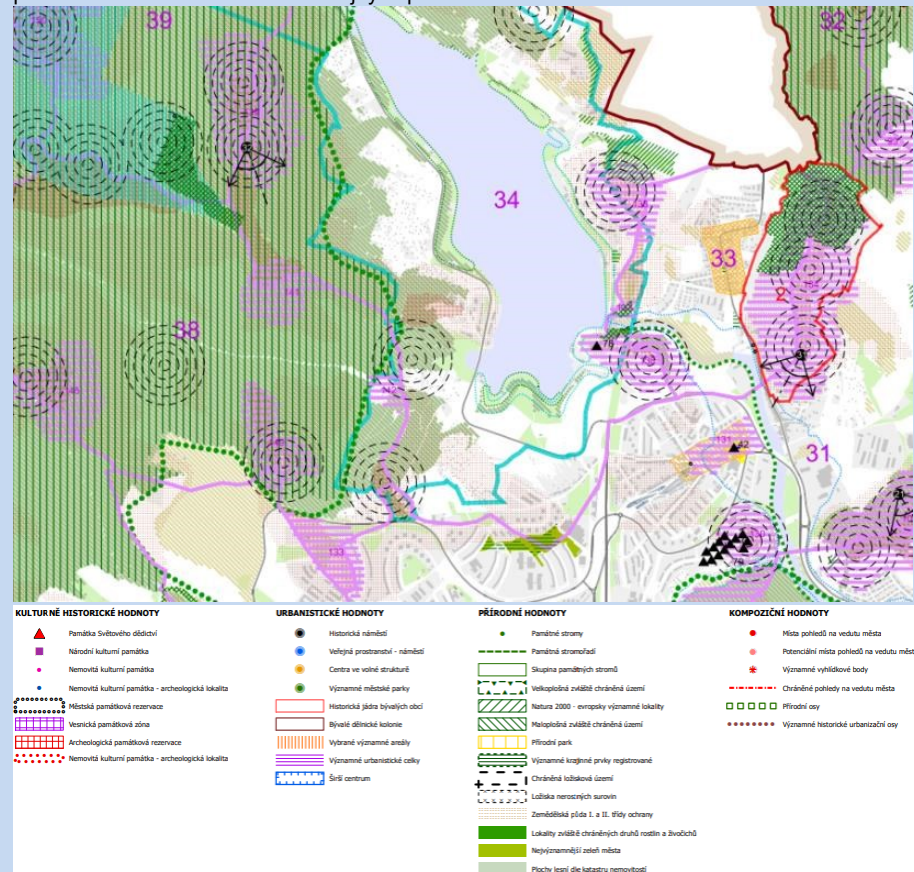 39
32
34
33
38
31
KULTURNĚ HISTORICKÉ HODNOTY
Památka Světového dědictví
Národní kulturní památka
Nemovitá kulturní památka
Nemovitá kulturní památka - archeologická lokalita
Městská památková rezervace
Vesnická památková zóna
Archeologická památková rezervace
Nemovitá kulturní památka - archeologická lokalita
URBANISTICKÉ HODNOTY
Historická náměstí
Veřejná prostranství - náměstí
Centra ve volné struktuře
Významné městské parky
Historická jádra bývalých obcí
Bývalé dělnické kolonie
Vybrané významné areály
Významné urbanistické celky
Širší centrum
PŘÍRODNÍ HODNOTY
Památné stromy
Památná stromořadí
Skupina památných stromů
Velkoplošná zvláště chráněná území
Natura 2000 - evropsky významné lokality
Maloplošná zvláště chráněná území
Přírodní park
Významné krajinné prvky registrované
Chráněná ložisková území
Ložiska nerostných surovin
Zemědělská půda I. a II. třídy ochrany
Lokality zvláště chráněných druhů rostlin a živočichů
Nejvýznamnější zeleň města
Plochy lesní dle katastru nemovitostí
KOMPOZIČNÍ HODNOTY
Místa pohledů na vedutu města
Potenciální místa pohledů na vedutu měst
Významné vyhlídkové body
Chráněné pohledy na vedutu města
Přírodní osy
Významné historické urbanizační osy